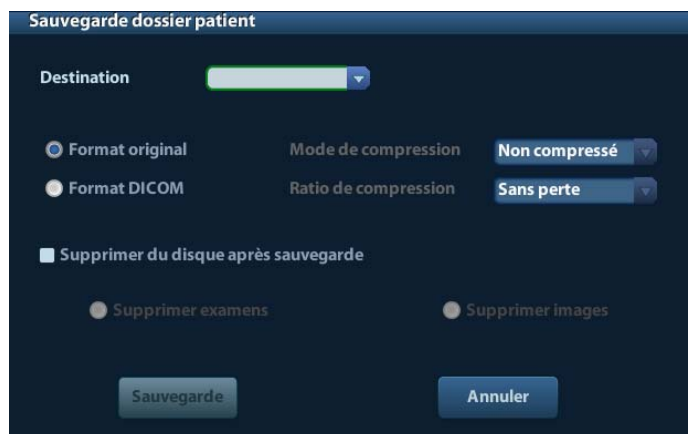 Sauvegarde dossier patient
Destination
Format original Mode de compression Non compressé
Format DICOM Ratio de compression Sans perte
Supprimer du disque après sauvegarde
Supprimer examens Supprimer images
Sauvegarde Annuler